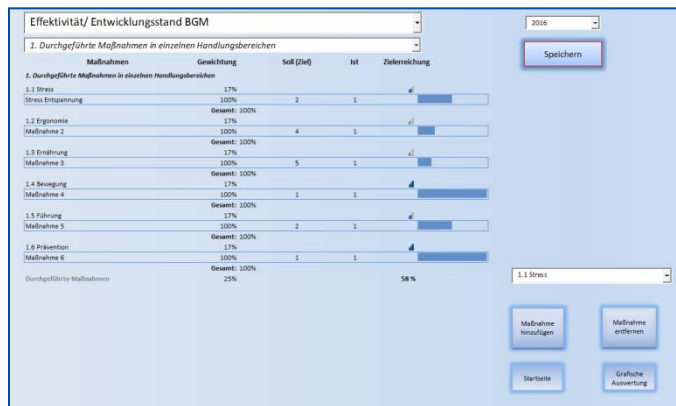 Effektivität/ Entwicklungsstand BGM
2016
1. Durchgeführte Maßnahmen in einzelnen Handlungsbereichen
Speichern
Maßnahmen Gewichtung Soll (Ziel) Ist Zielerreichung
1. Durchgeführte Maßnahmen in einzelnen Handlungsbereichen
1.1 Stress 17%
Stress Entspannung 100% 2 1
Gesamt: 100%
1.2 Ergonomie 17%
Maßnahme 2 100% 4 1
Gesamt: 100%
1.3 Ernährung 17%
Maßnahme 3 100% 5 1
Gesamt: 100%
1.4 Bewegung 17%
Maßnahme 4 100% 1 1
Gesamt: 100%
1.5 Führung 17%
Maßnahme 5 100% 2 1
Gesamt: 100%
1.6 Prävention 17%
Maßnahme 6 100% 1 1
Gesamt: 100%
Durchgeführte Maßnahmen 25% 58 %
1.1 Stress
Maßnahme hinzufügen
Maßnahme entfernen
Startseite
Grafische Auswertung